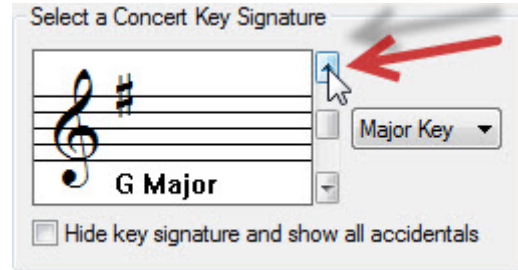 Select a Concert Key Signature
G Major
Major Key
Hide key signature and show all accidentals